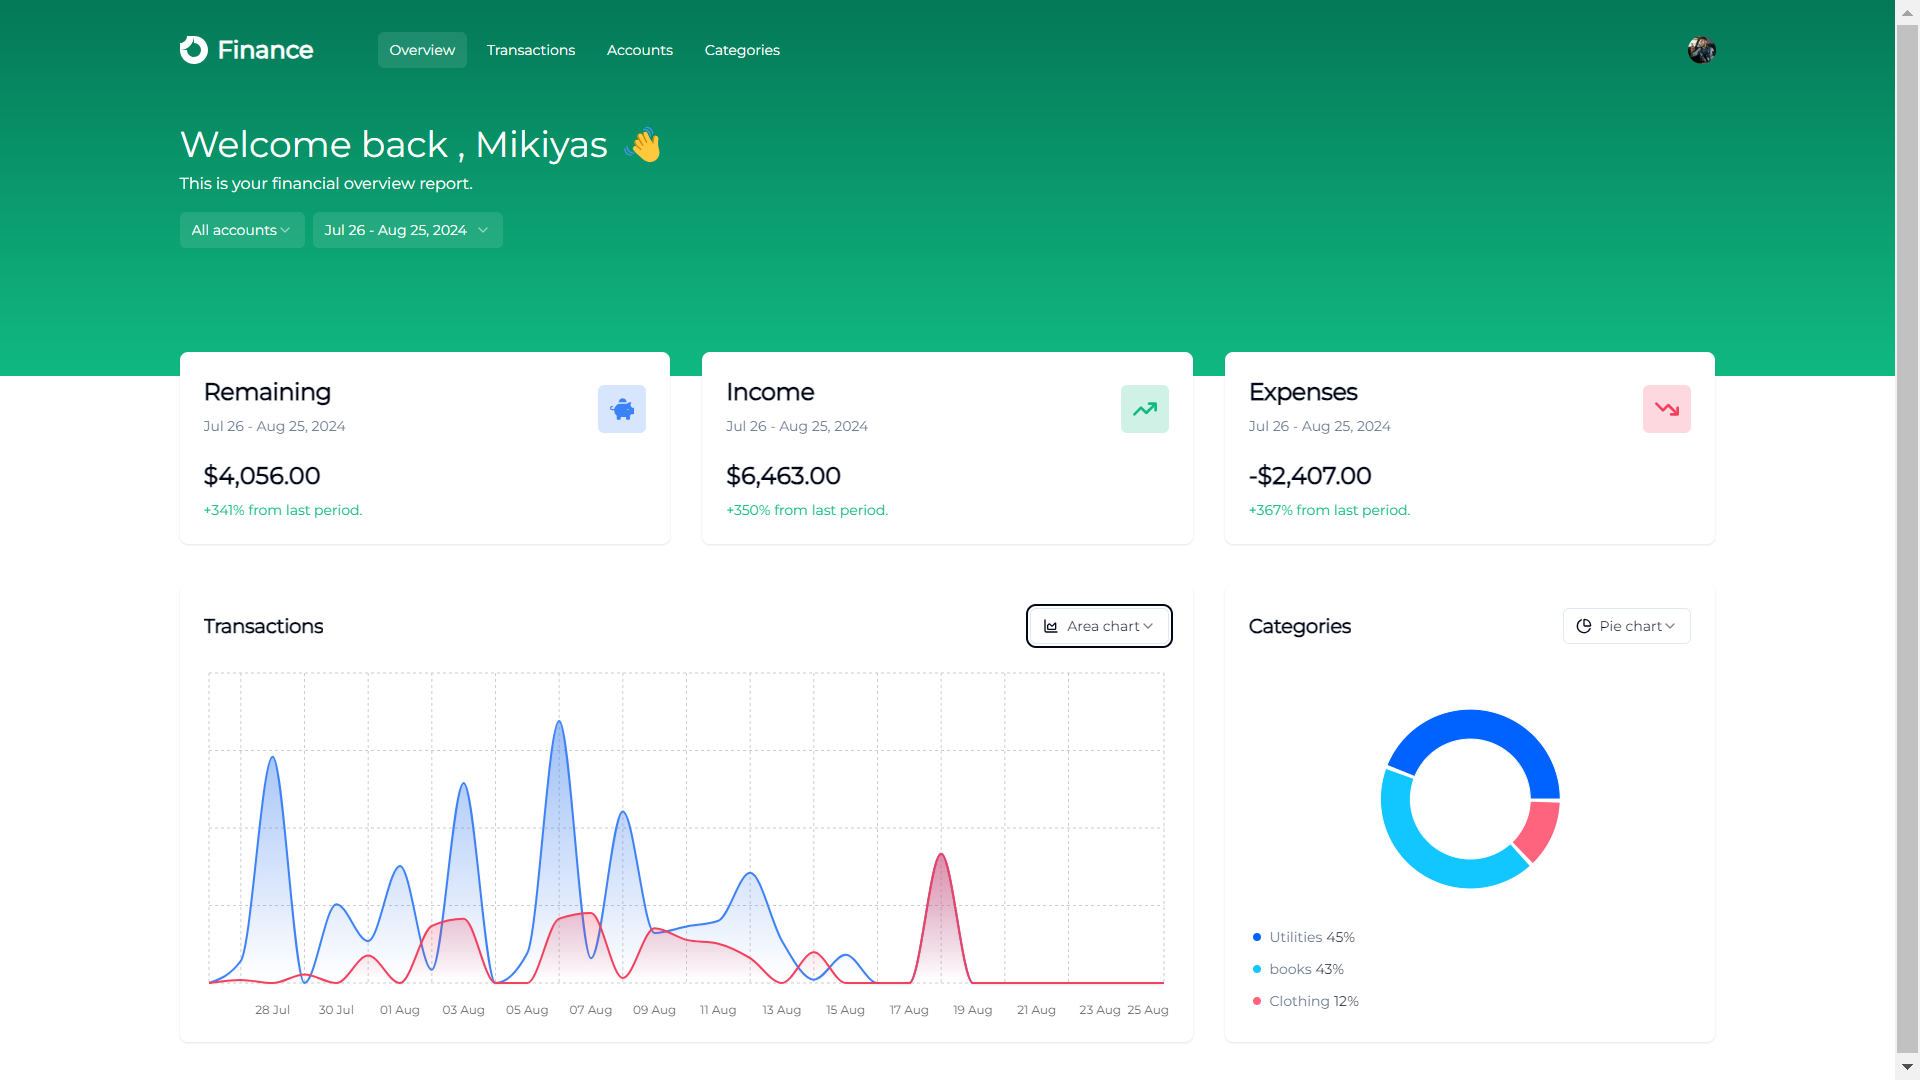 Finance
Overview Transactions Accounts Categories
Welcome back , Mikiyas 👋
This is your financial overview report.
All accounts Jul 26 - Aug 25, 2024
Remaining
Jul 26 - Aug 25, 2024
$4,056.00
+341% from last period.
Income
Jul 26 - Aug 25, 2024
$6,463.00
+350% from last period.
Expenses
Jul 26 - Aug 25, 2024
-$2,407.00
+367% from last period.
Transactions
Area chart
28 Jul 30 Jul 01 Aug 03 Aug 05 Aug 07 Aug 09 Aug 11 Aug 13 Aug 15 Aug 17 Aug 19 Aug 21 Aug 23 Aug 25 Aug
Categories
Pie chart
Utilities 45%
books 43%
Clothing 12%